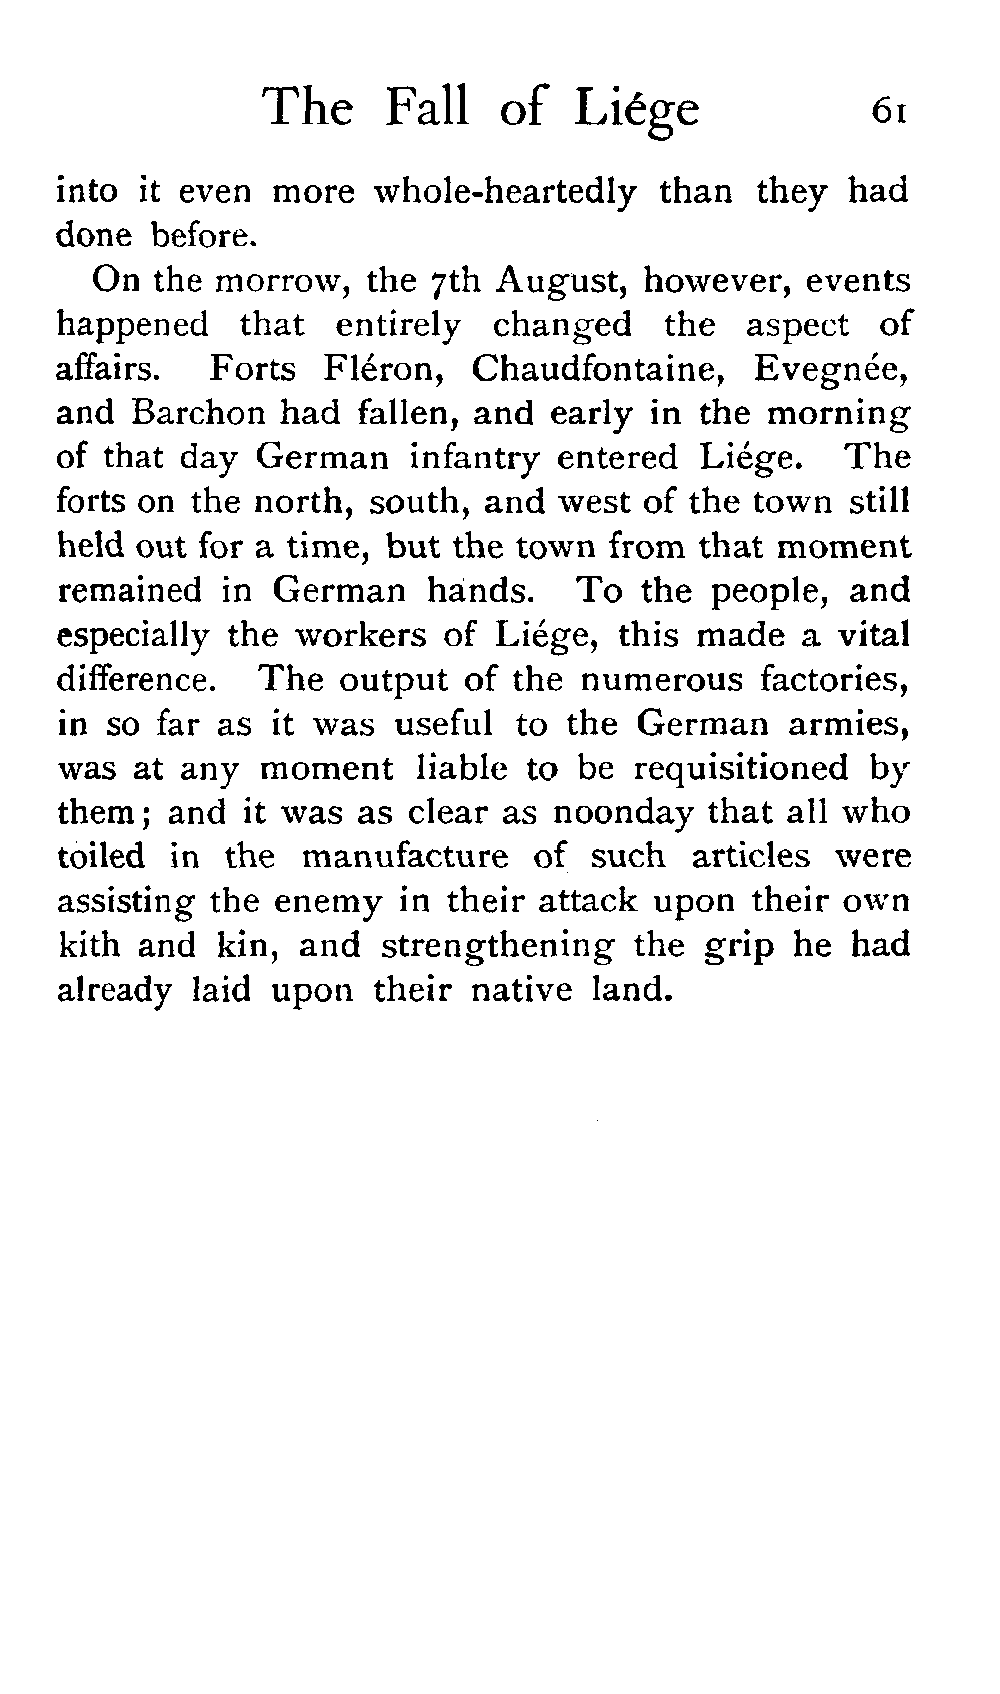 The Fall of Liége 61
into it even more whole-heartedly than they had
done before.
On the morrow, the 7th August, however, events
happened that entirely changed the aspect of
affairs. Forts Fléron, Chaudfontaine, Evegnée,
and Barchon had fallen, and early in the morning
of that day German infantry entered Liége. The
forts on the north, south, and west of the town still
held out for a time, but the town from that moment
remained in German hands. To the people, and
especially the workers of Liége, this made a vital
difference. The output of the numerous factories,
in so far as it was useful to the German armies,
was at any moment liable to be requisitioned by
them; and it was as clear as noonday that all who
toiled in the manufacture of such articles were
assisting the enemy in their attack upon their own
kith and kin, and strengthening the grip he had
already laid upon their native land.